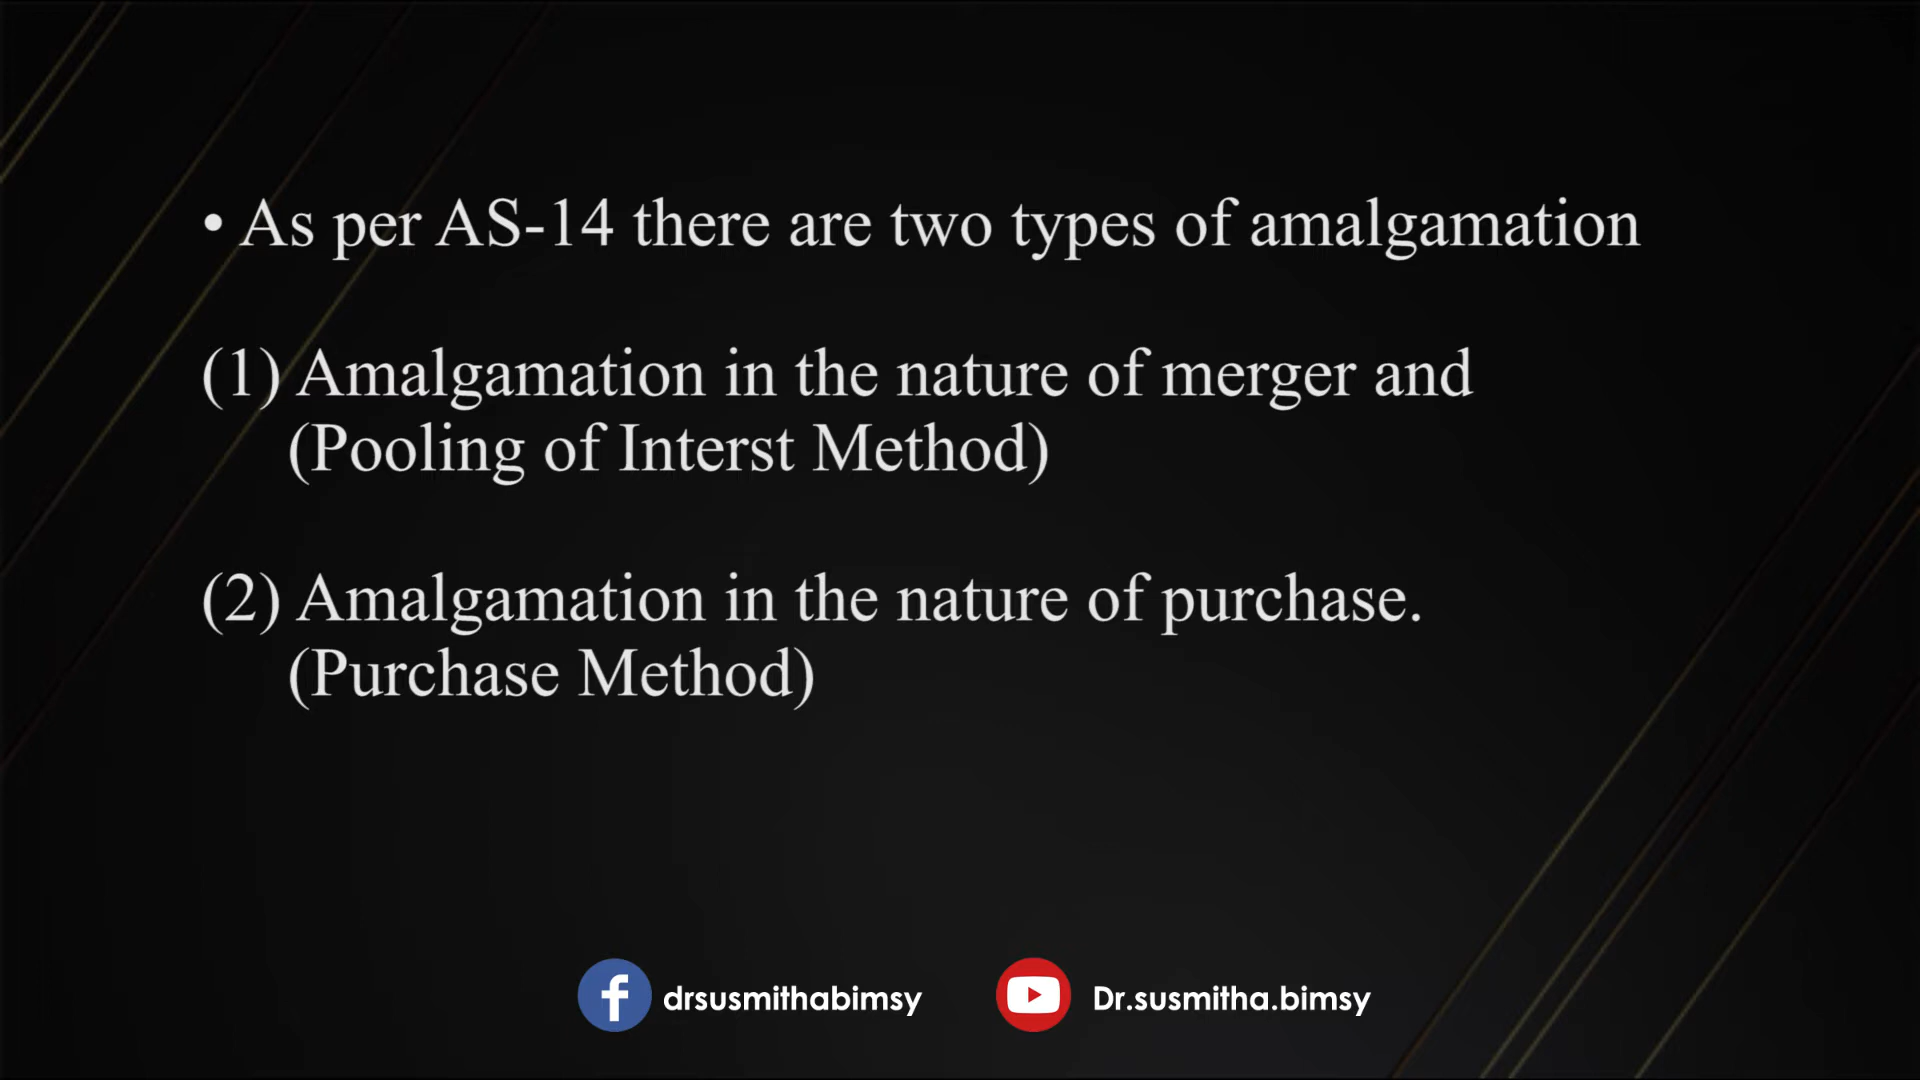 • As per AS-14 there are two types of amalgamation
(1) Amalgamation in the nature of merger and
(Pooling of Interst Method)
(2) Amalgamation in the nature of purchase.
(Purchase Method)
drsusmithabimsy
Dr.susmitha.bimsy